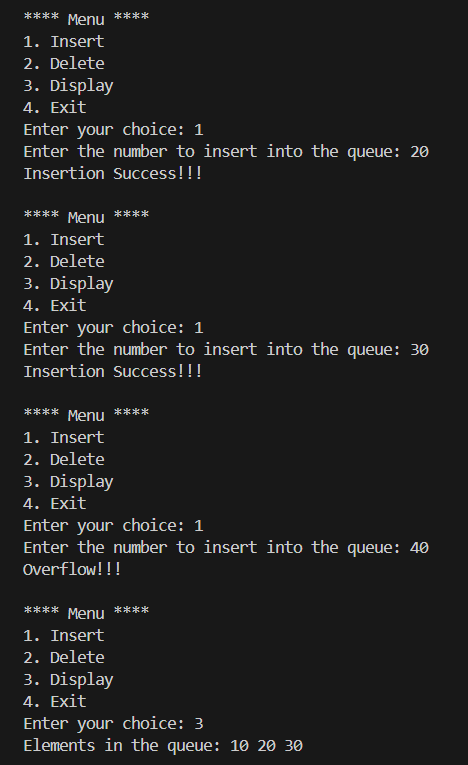 **** Menu ****
1. Insert
2. Delete
3. Display
4. Exit
Enter your choice: 1
Enter the number to insert into the queue: 20
Insertion Success!!!
**** Menu ****
1. Insert
2. Delete
3. Display
4. Exit
Enter your choice: 1
Enter the number to insert into the queue: 30
Insertion Success!!!
**** Menu ****
1. Insert
2. Delete
3. Display
4. Exit
Enter your choice: 1
Enter the number to insert into the queue: 40
Overflow!!!
**** Menu ****
1. Insert
2. Delete
3. Display
4. Exit
Enter your choice: 3
Elements in the queue: 10 20 30